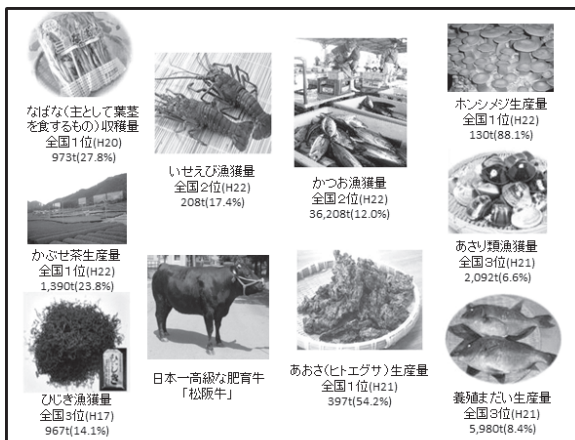 なばな（主として葉茎
を食するもの）収穫量
全国１位(H20)
973t(27.8%)
いせえび漁獲量
全国２位(H22)
208t(17.4%)
かつお漁獲量
全国２位(H22)
36,208t(12.0%)
ホンシメジ生産量
全国１位(H22)
130t(88.1%)
かぶせ茶生産量
全国１位(H22)
1,390t(23.8%)
あさり類漁獲量
全国３位(H21)
2,092t(6.6%)
ひじき
ひじき漁獲量
全国3位(H17)
967t(14.1%)
日本一高級な肥育牛
「松阪牛」
あおさ（ヒトエグサ）生産量
全国１位(H21)
397t(54.2%)
養殖まだい生産量
全国３位(H21)
5,980t(8.4%)